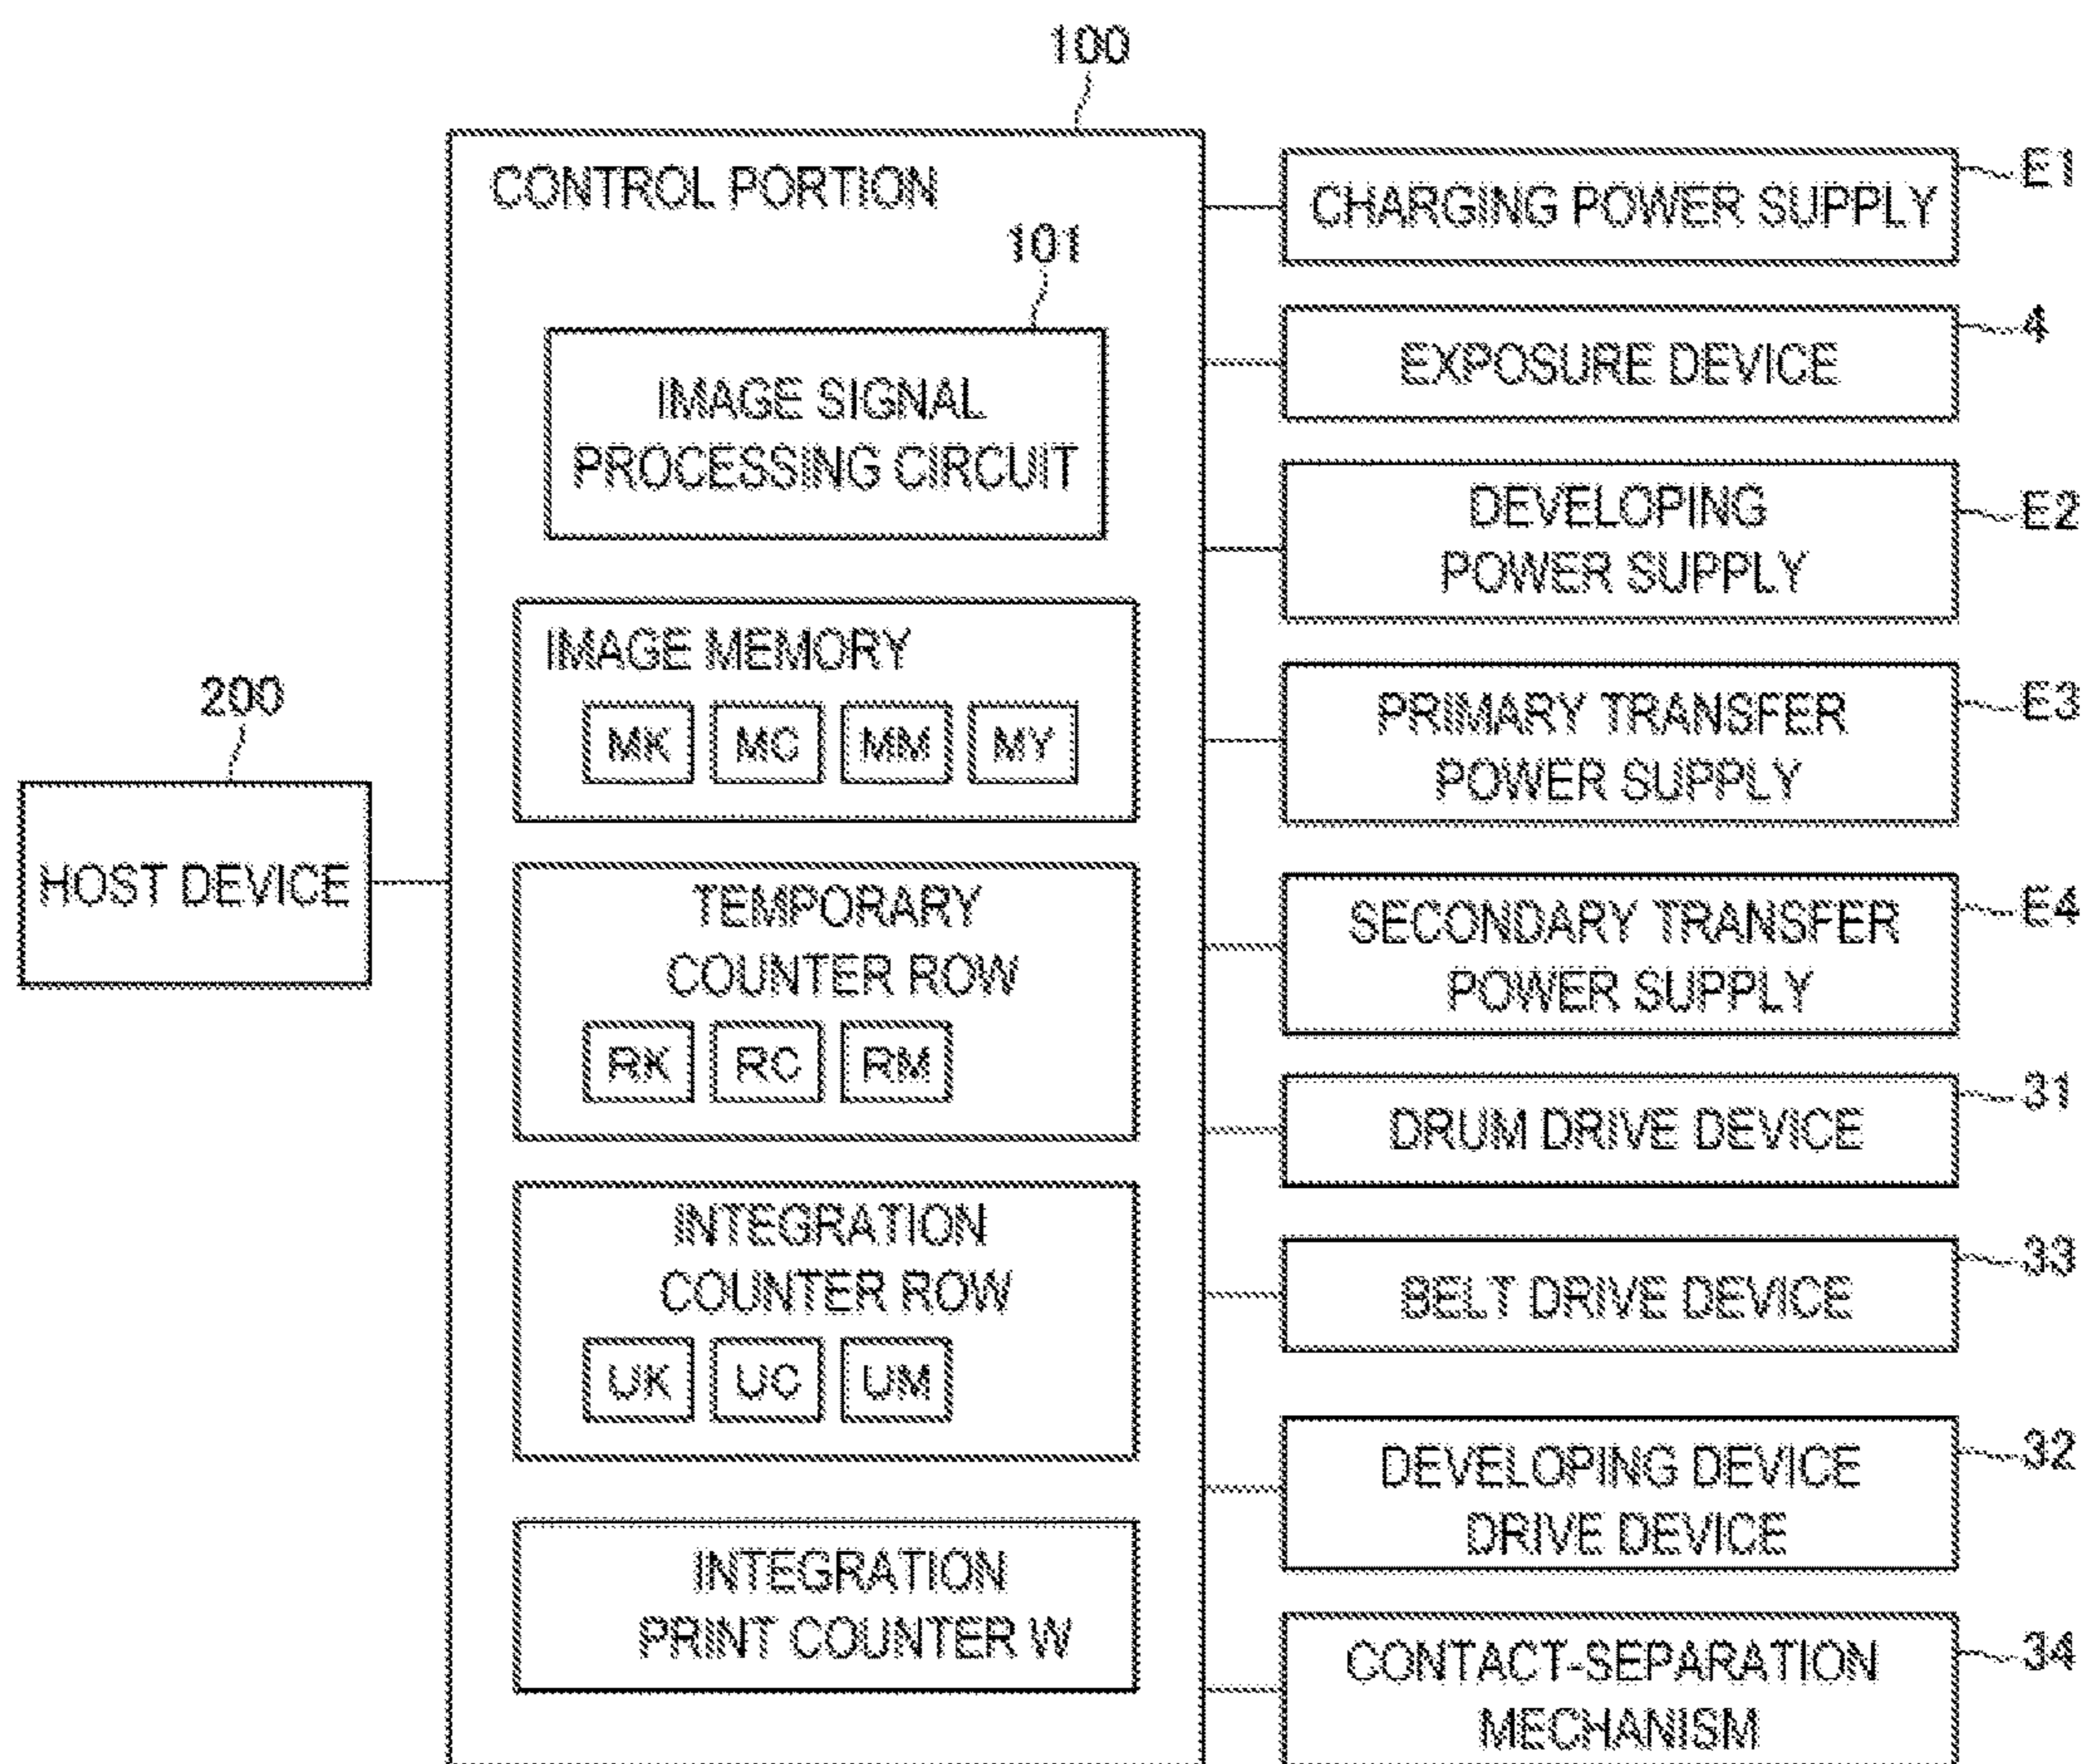 100
CONTROL PORTION
101
IMAGE SIGNAL
PROCESSING CIRCUIT
IMAGE MEMORY
MK MC MM MY
TEMPORARY
COUNTER ROW
RK RC RM
INTEGRATION
COUNTER ROW
UK UC UM
INTEGRATION
PRINT COUNTER W
200
HOST DEVICE
CHARGING POWER SUPPLY
E1
EXPOSURE DEVICE
4
DEVELOPING
POWER SUPPLY
E2
PRIMARY TRANSFER
POWER SUPPLY
E3
SECONDARY TRANSFER
POWER SUPPLY
E4
DRUM DRIVE DEVICE
31
BELT DRIVE DEVICE
33
DEVELOPING DEVICE
DRIVE DEVICE
32
CONTACT-SEPARATION
MECHANISM
34